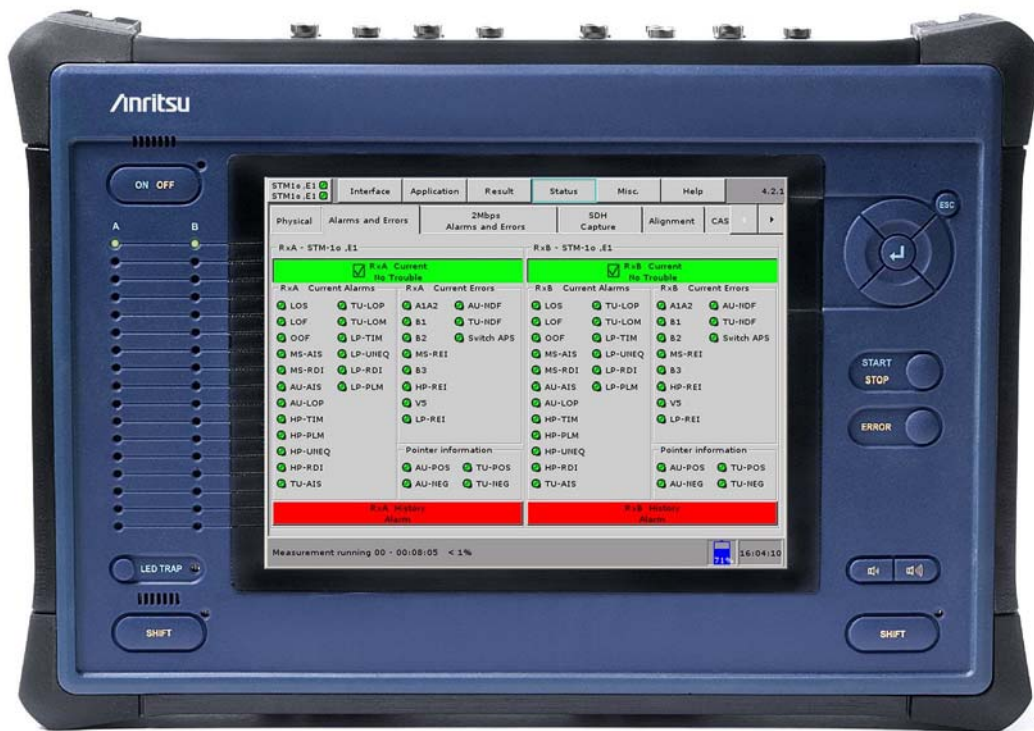 Anritsu
ON OFF
A B
LED TRAP
SHIFT
STM1o .E1
STM1o .E1
Interface Application Result Status Misc. Help 4.2.1
Physical Alarms and Errors 2Mbps Alarms and Errors SDH Capture Alignment CAS
RxA - STM-1o .E1
RxA Current
No Trouble
RxA Current Alarms RxA Current Errors
LOS TU-LOP A1A2 AU-NDF
LOF TU-LOM B1 TU-NDF
OOF LP-TIM B2 Switch APS
MS-AIS LP-UNEQ MS-REI
MS-RDI LP-RDI B3
AU-AIS LP-PLM HP-REI
AU-LOP V5
HP-TIM LP-REI
HP-PLM
HP-UNEQ Pointer information
HP-RDI AU-POS TU-POS
TU-AIS AU-NEG TU-NEG
RxA History
Alarm
RxB - STM-1o .E1
RxB Current
No Trouble
RxB Current Alarms RxB Current Errors
LOS TU-LOP A1A2 AU-NDF
LOF TU-LOM B1 TU-NDF
OOF LP-TIM B2 Switch APS
MS-AIS LP-UNEQ MS-REI
MS-RDI LP-RDI B3
AU-AIS LP-PLM HP-REI
AU-LOP V5
HP-TIM LP-REI
HP-PLM
HP-UNEQ Pointer information
HP-RDI AU-POS TU-POS
TU-AIS AU-NEG TU-NEG
RxB History
Alarm
Measurement running 00 - 00:08:05 < 1% 71% 16:04:10
ESC
START
STOP
ERROR
SHIFT